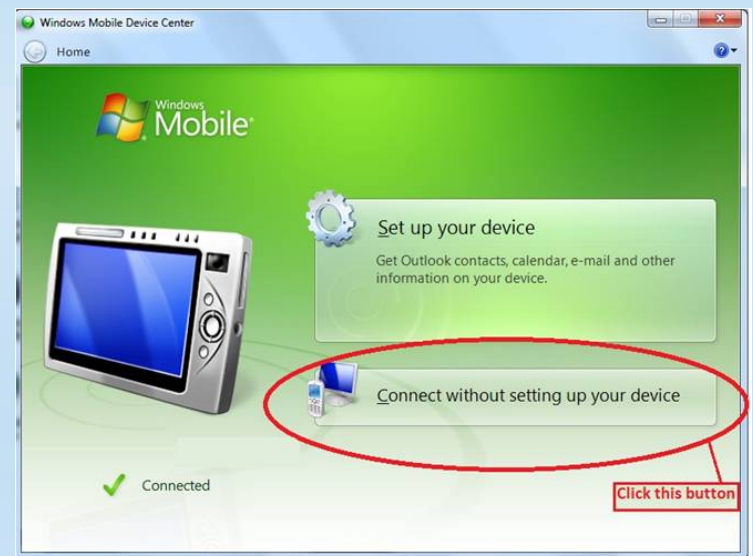 Windows Mobile Device Center
Home
Windows
Mobile
Set up your device
Get Outlook contacts, calendar, e-mail and other
information on your device.
Connect without setting up your device
Connected
Click this button